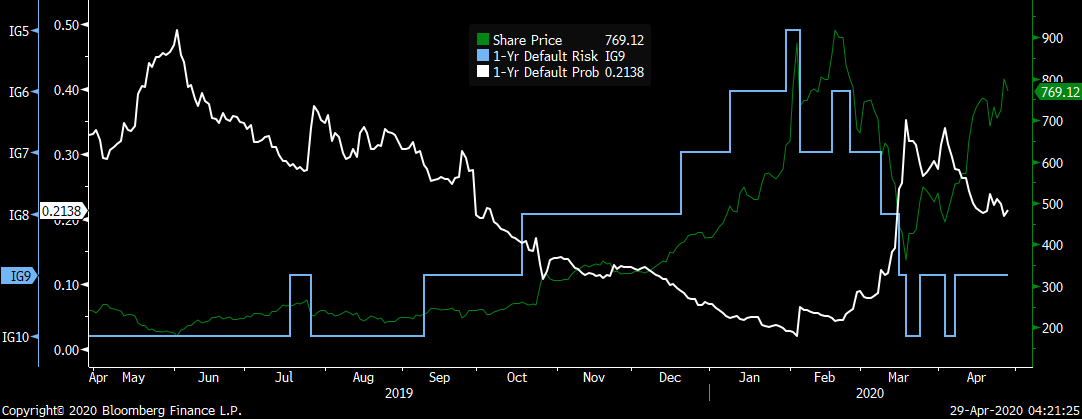 Share Price 769.12
1-Yr Default Risk IG9
1-Yr Default Prob 0.2138
IG5
IG6
IG7
IG8
IG9
IG10
0.50
0.40
0.30
0.2138
0.20
0.10
0.00
900
800
769.12
700
600
500
400
300
200
Apr May Jun Jul Aug Sep Oct Nov Dec Jan Feb Mar Apr
2019 2020
Copyright© 2020 Bloomberg Finance L.P. 29-Apr-2020 04:21:25